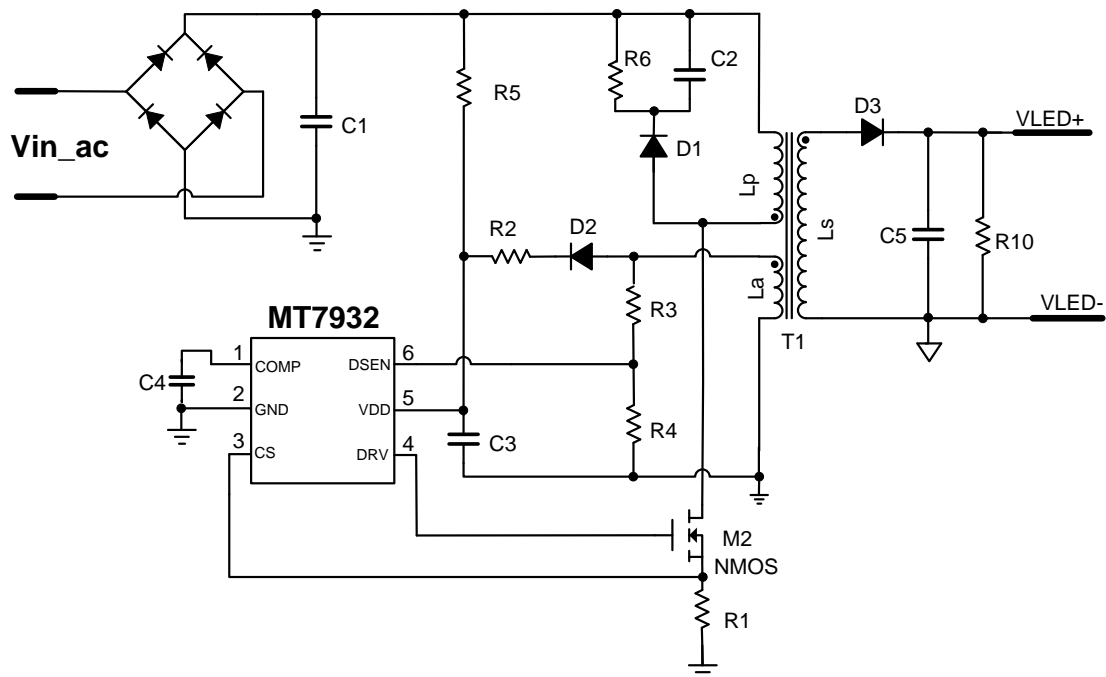 Vin_ac
C1
R5
R6
C2
D1
D3
VLED+
Lp
Ls
C5
R10
R2
D2
La
R3
VLED-
T1
MT7932
1
COMP
DSEN
6
C4
2
GND
VDD
5
3
CS
DRV
4
C3
R4
M2
NMOS
R1